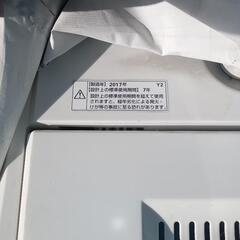 【製造年】2017年 Y2
【設計上の標準使用期間】 7年
設計上の標準使用期間を超えて使用
されますと、経年劣化による発火・
けが等の事故に至る恐れがあります。